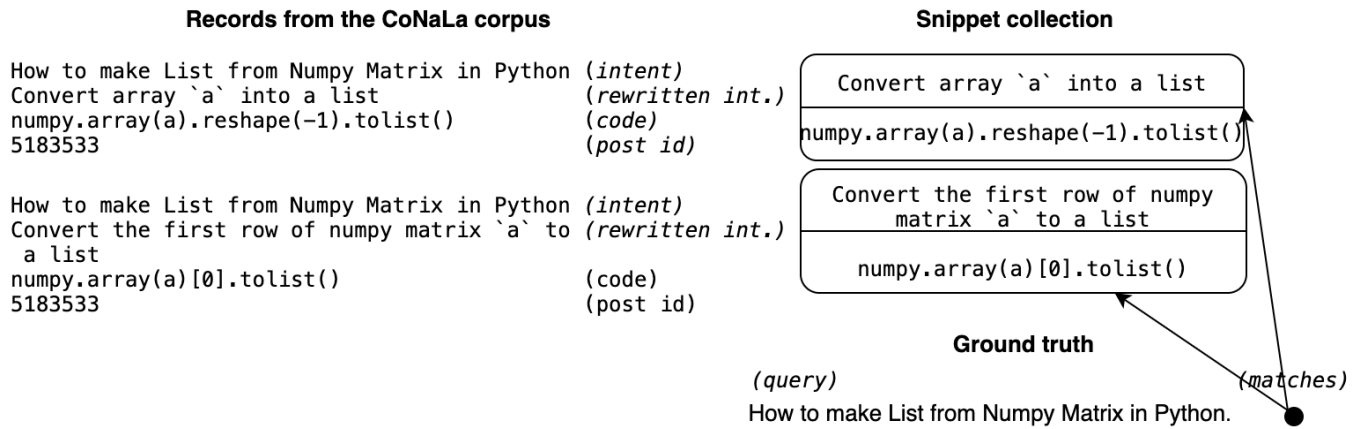 Records from the CoNaLa corpus
How to make List from Numpy Matrix in Python (intent)
Convert array `a` into a list (rewritten int.)
numpy.array(a).reshape(-1).tolist() (code)
5183533 (post id)
How to make List from Numpy Matrix in Python (intent)
Convert the first row of numpy matrix `a` to (rewritten int.)
a list
numpy.array(a)[0].tolist() (code)
5183533 (post id)
Snippet collection
Convert array `a` into a list
numpy.array(a).reshape(-1).tolist()
Convert the first row of numpy
matrix `a` to a list
numpy.array(a)[0].tolist()
Ground truth
(query) (matches)
How to make List from Numpy Matrix in Python.